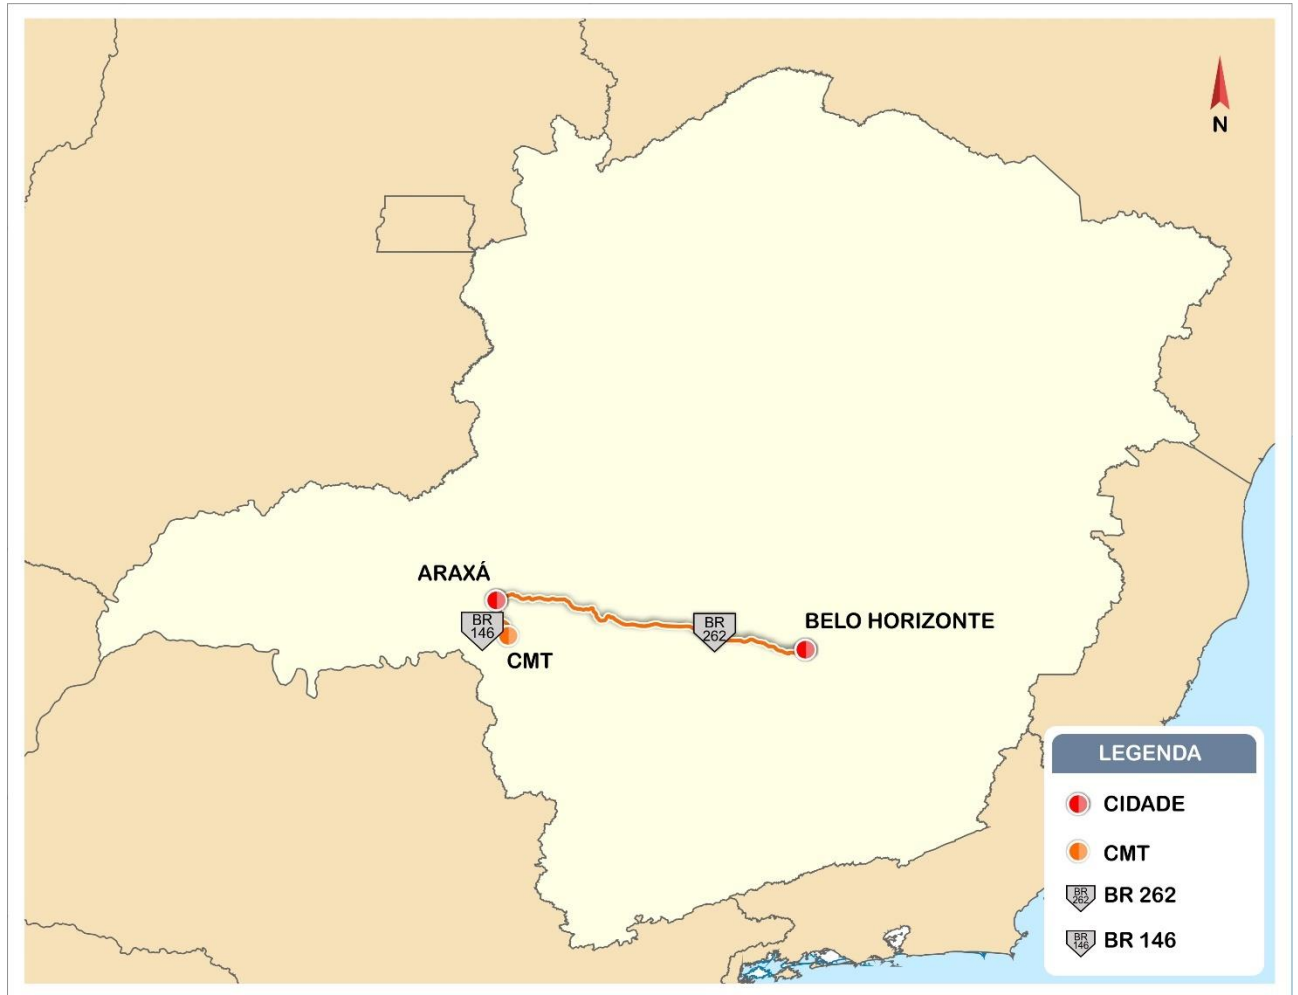 N
ARAXÁ
BR
146
CMT
BR
262
BELO HORIZONTE
LEGENDA
CIDADE
CMT
BR
262
BR 262
BR
146
BR 146